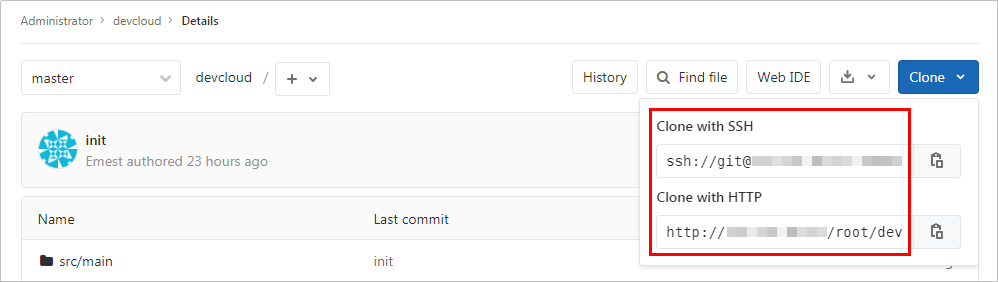 Administrator > devcloud > Details
master devcloud / + History Find file Web IDE Clone
Clone with SSH
init
ssh://git@
Emest authored 23 hours ago
Clone with HTTP
Name Last commit
http:// /root/dev
src/main init